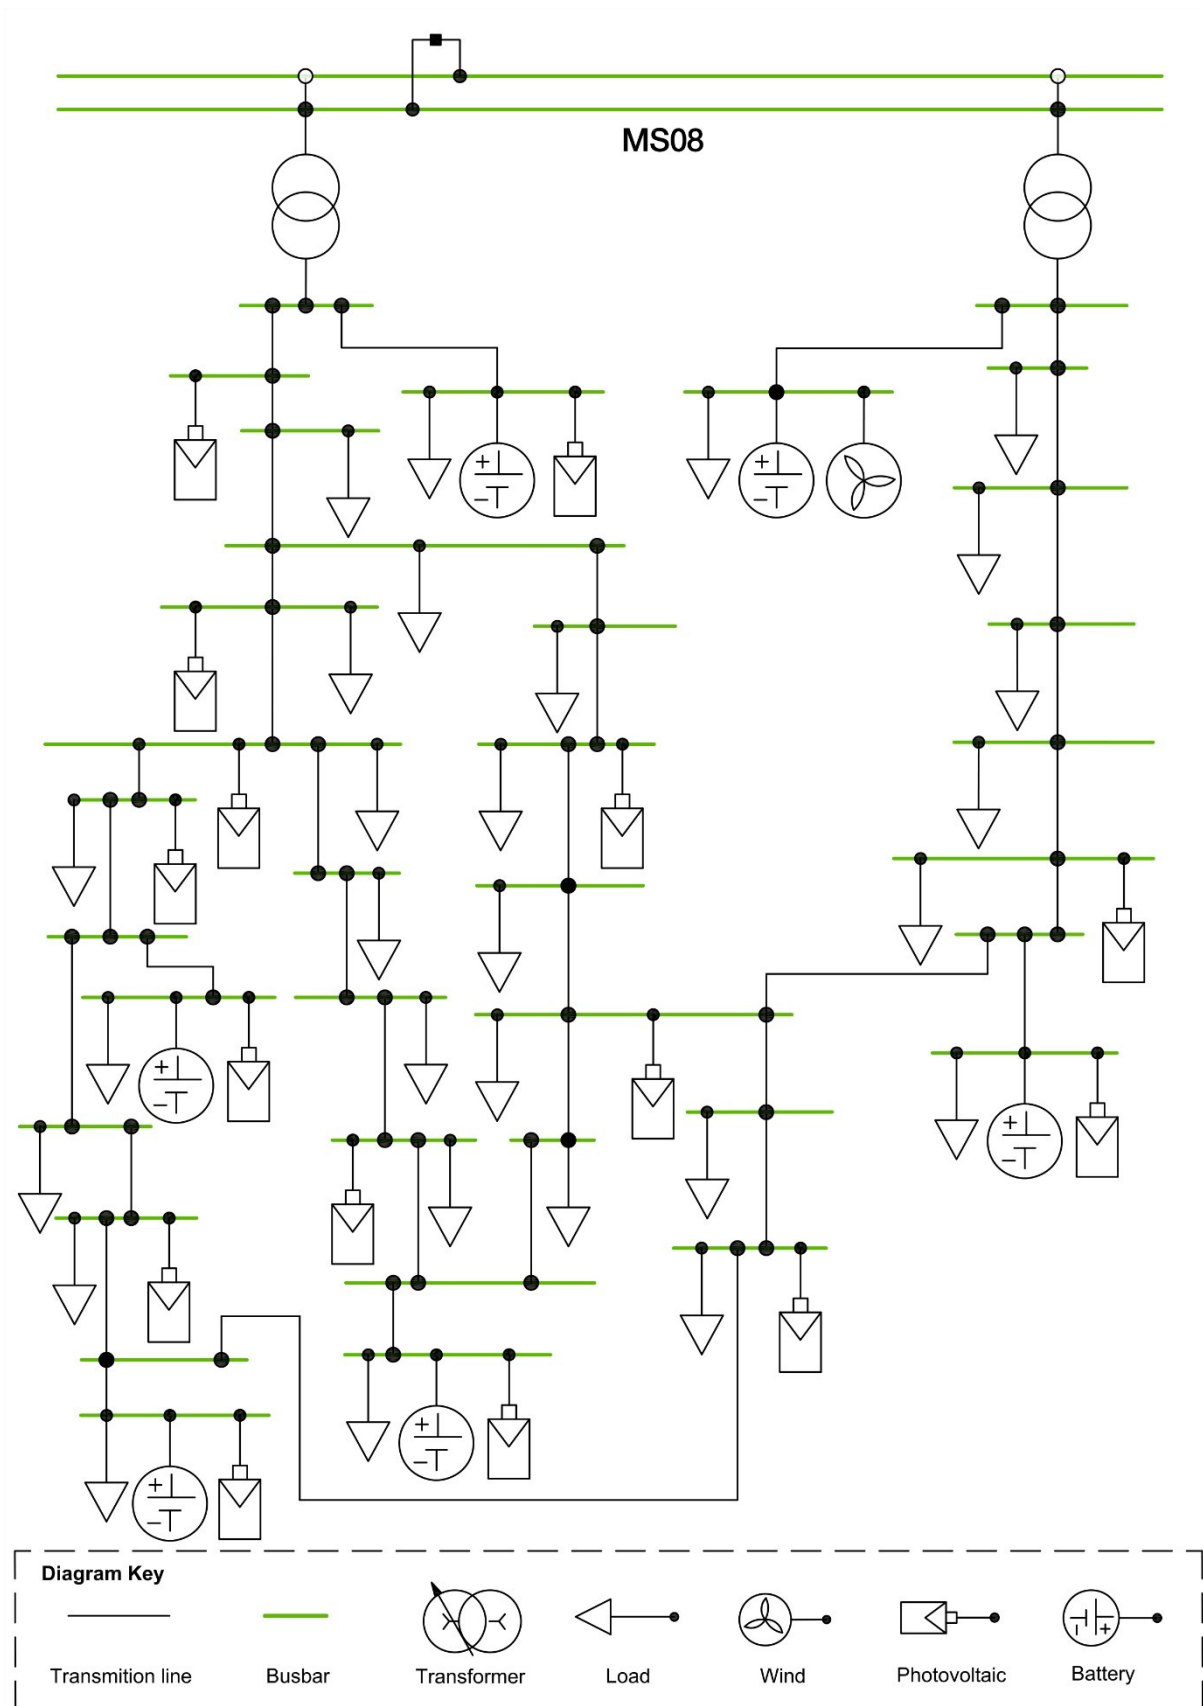 MS08
Diagram Key
Transmition line
Busbar
Transformer
Load
Wind
Photovoltaic
Battery